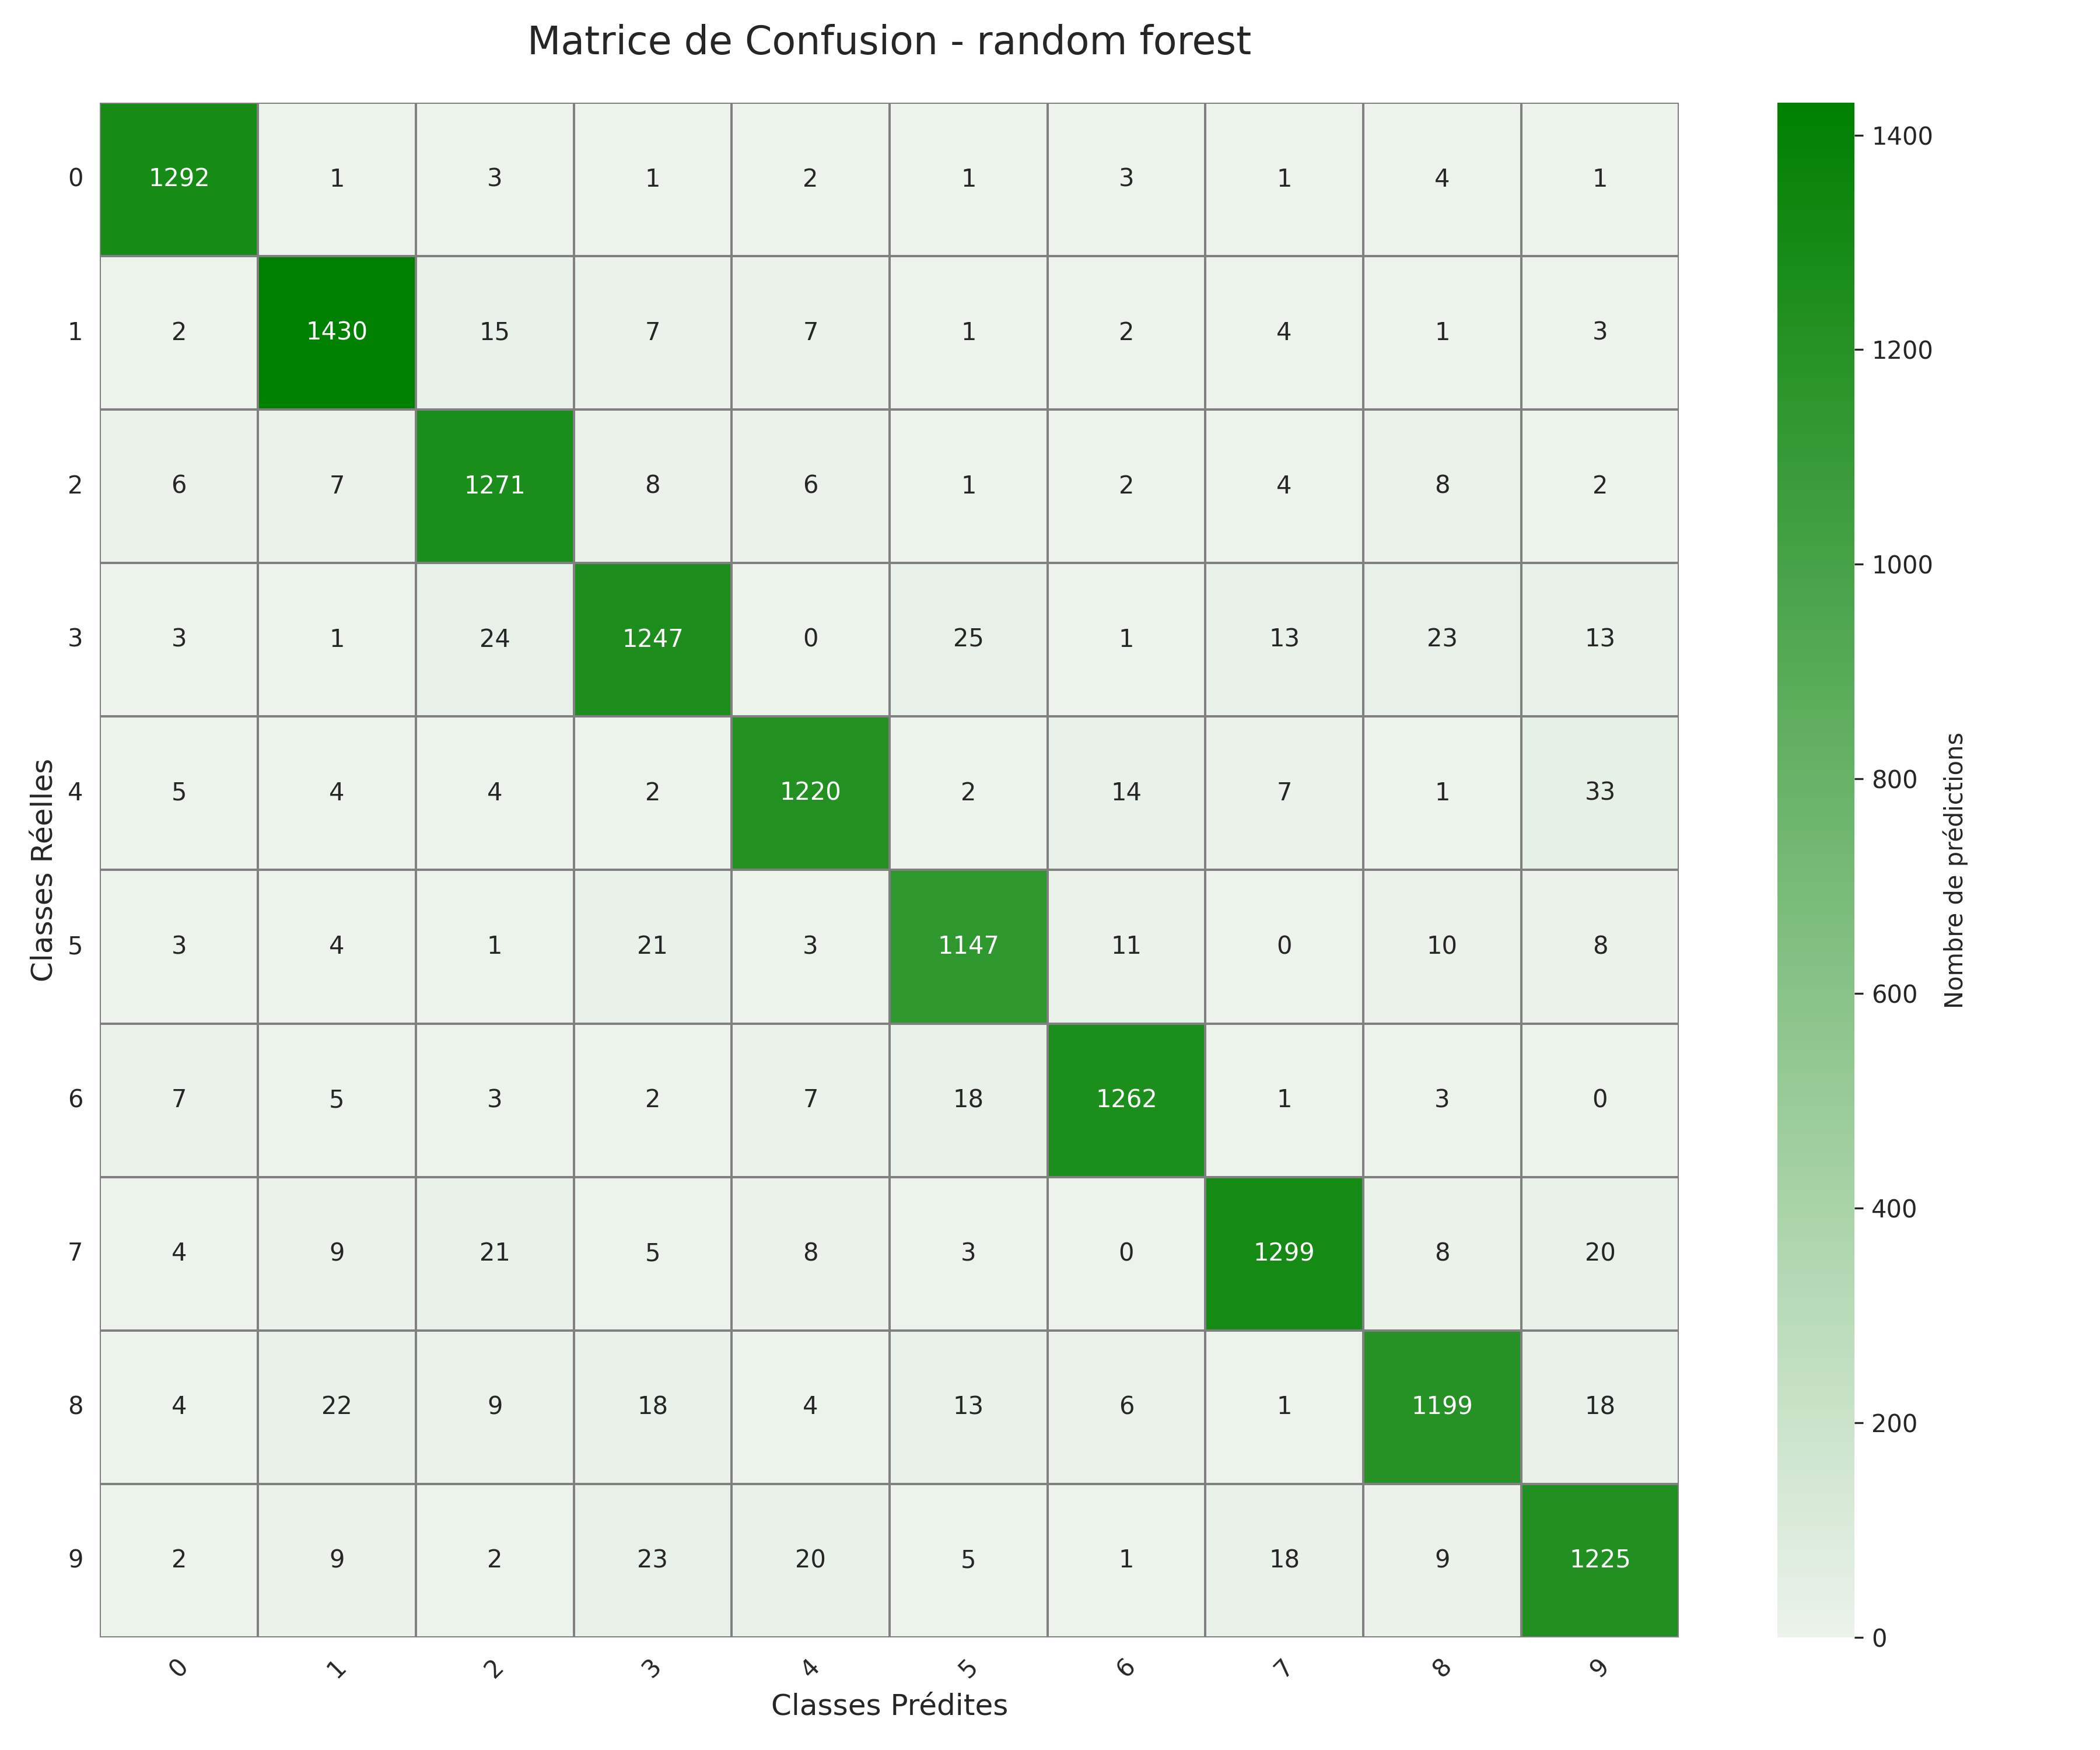 Matrice de Confusion - random forest
0 1292 1 3 1 2 1 3 1 4 1
1 2 1430 15 7 7 1 2 4 1 3
2 6 7 1271 8 6 1 2 4 8 2
3 3 1 24 1247 0 25 1 13 23 13
4 5 4 4 2 1220 2 14 7 1 33
5 3 4 1 21 3 1147 11 0 10 8
6 7 5 3 2 7 18 1262 1 3 0
7 4 9 21 5 8 3 0 1299 8 20
8 4 22 9 18 4 13 6 1 1199 18
9 2 9 2 23 20 5 1 18 9 1225
0 1 2 3 4 5 6 7 8 9
Classes Prédites
Classes Réelles
1400
1200
1000
800
600
400
200
0
Nombre de prédictions